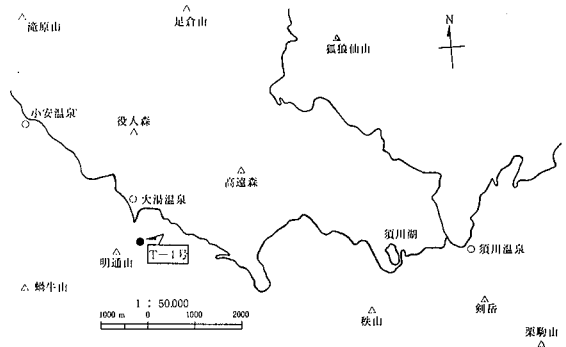 滝原山
足倉山
狐狼仙山
N
小安温泉
役人森
高遠森
大湯温泉
T-1号
明通山
須川湖
須川温泉
蝸牛山
1 : 50,000
1000 m 0 1000 2000
秣山
剣岳
栗駒山